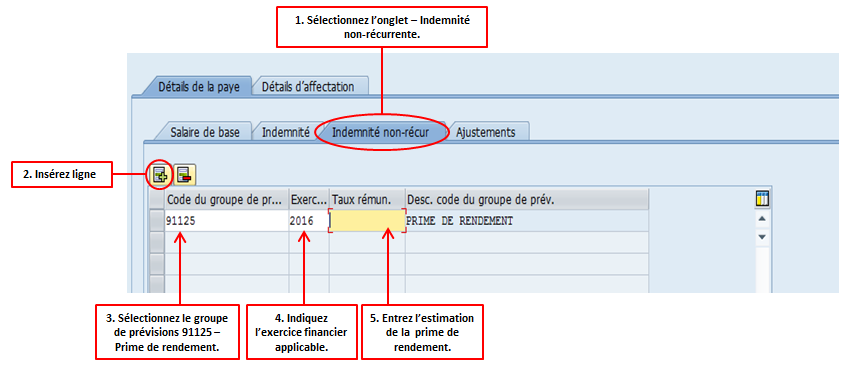 1. Sélectionnez l'onglet – Indemnité
non-récurrente.
Détails de la paye
Détails d'affectation
Salaire de base
Indemnité
Indemnité non-récur
Ajustements
2. Insérez ligne
Code du groupe de pr... Exerc... Taux rémun. Desc. code du groupe de prév.
91125 2016 PRIME DE RENDEMENT
3. Sélectionnez le groupe
de prévisions 91125 –
Prime de rendement.
4. Indiquez
l'exercice financier
applicable.
5. Entrez l'estimation
de la prime de
rendement.